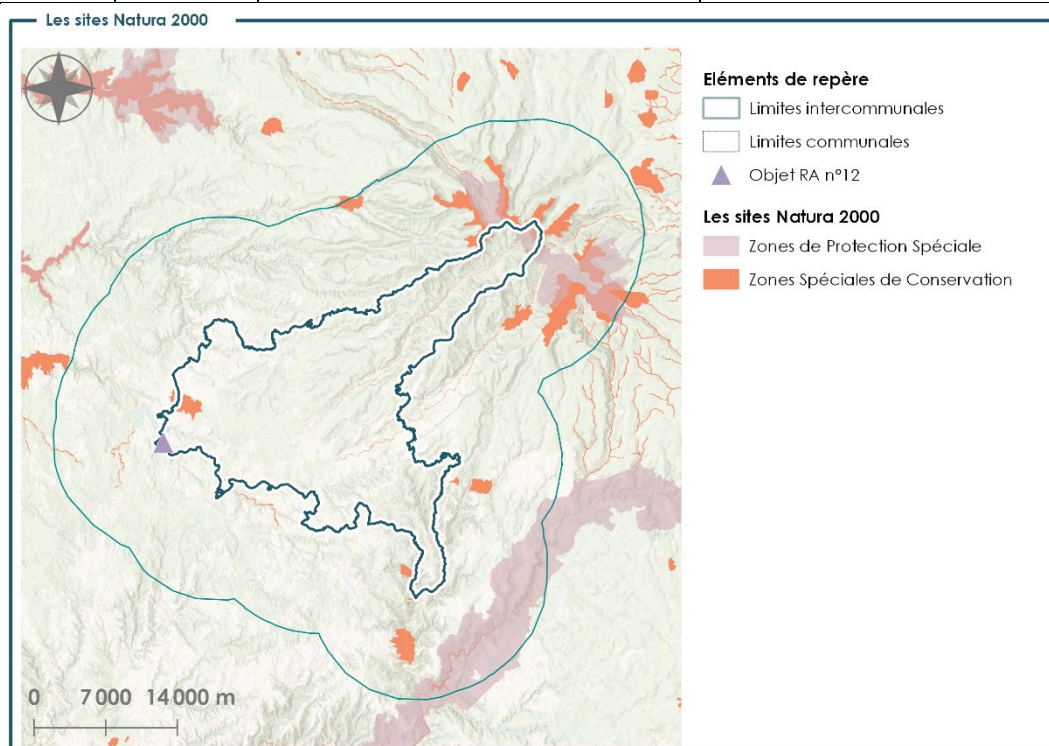 Les sites Natura 2000
Eléments de repère
Limites intercommunales
Limites communales
Objet RA n°12
Les sites Natura 2000
Zones de Protection Spéciale
Zones Spéciales de Conservation
0 7 000 14 000 m